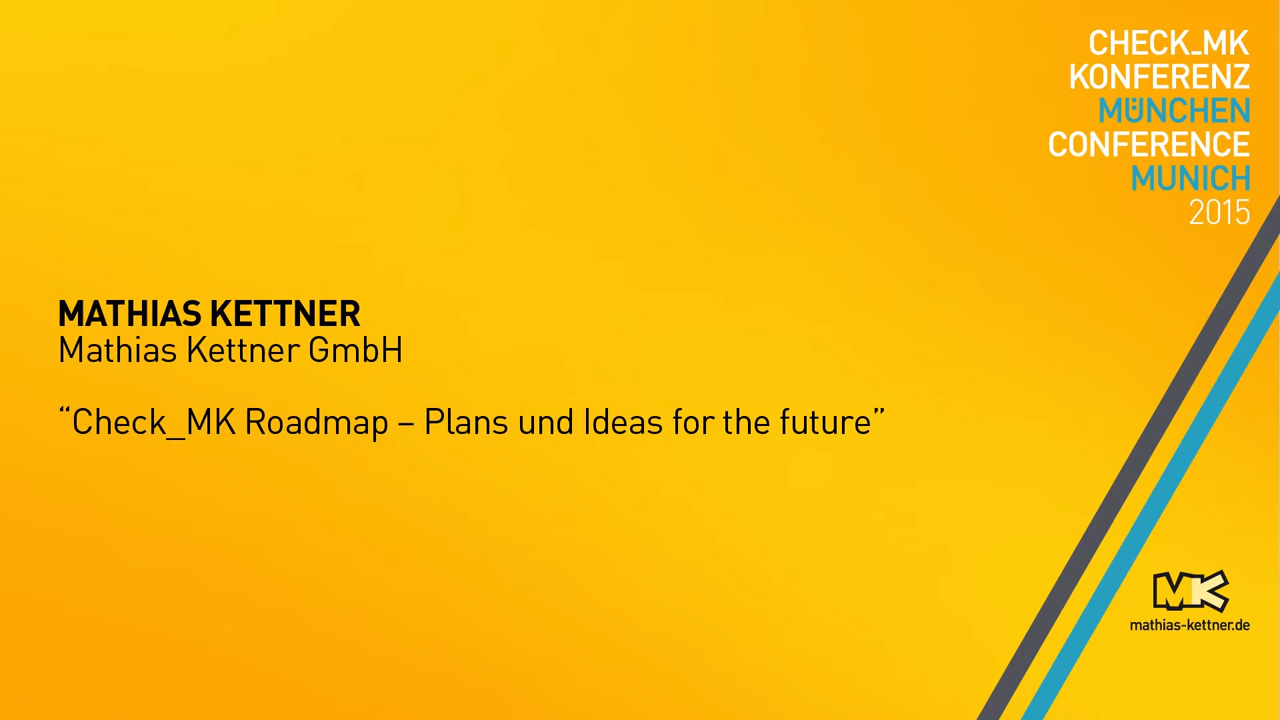 CHECK_MK
KONFERENZ
MÜNCHEN
CONFERENCE
MUNICH
2015
MATHIAS KETTNER
Mathias Kettner GmbH
“Check_MK Roadmap – Plans und Ideas for the future”
MK
mathias-kettner.de